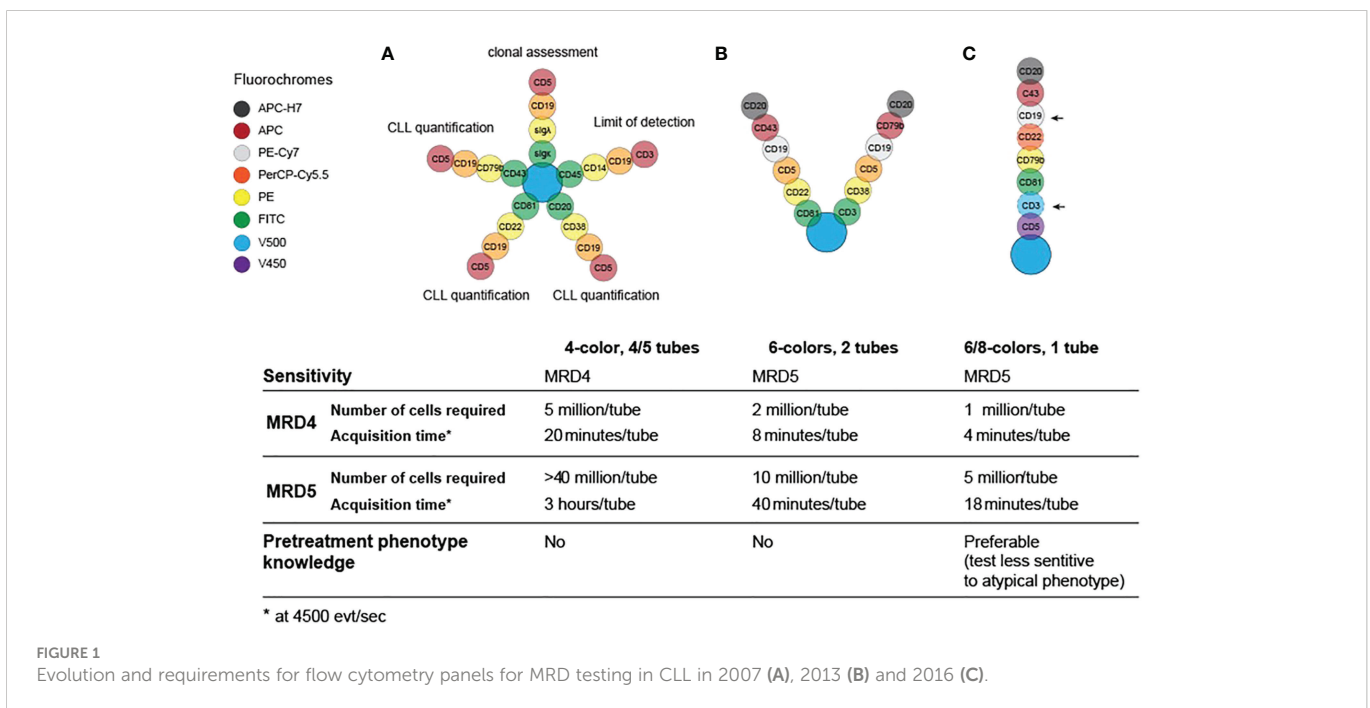 A
B
C
Fluorochromes
APC-H7
APC
PE-Cy7
PerCP-Cy5.5
PE
FITC
V500
V450
clonal assessment
CD5
CD19
sIgλ
sIgκ
CLL quantification
CD5 CD19 CD79b CD43
Limit of detection
CD45 CD14 CD19 CD3
CD81
CD22
CD19
CD5
CLL quantification
CD20
CD38
CD19
CD5
CLL quantification
CD20
CD43
CD19
CD5
CD22
CD81
CD20
CD79b
CD19
CD5
CD38
CD3
CD20
C43
CD19
CD22
CD79b
CD81
CD3
CD5
4-color, 4/5 tubes 6-colors, 2 tubes 6/8-colors, 1 tube
Sensitivity MRD4 MRD5 MRD5
MRD4
Number of cells required 5 million/tube 2 million/tube 1 million/tube
Acquisition time* 20 minutes/tube 8 minutes/tube 4 minutes/tube
MRD5
Number of cells required >40 million/tube 10 million/tube 5 million/tube
Acquisition time* 3 hours/tube 40 minutes/tube 18 minutes/tube
Pretreatment phenotype No No Preferable
knowledge (test less sentitive
to atypical phenotype)
* at 4500 evt/sec
FIGURE 1
Evolution and requirements for flow cytometry panels for MRD testing in CLL in 2007 (A), 2013 (B) and 2016 (C).